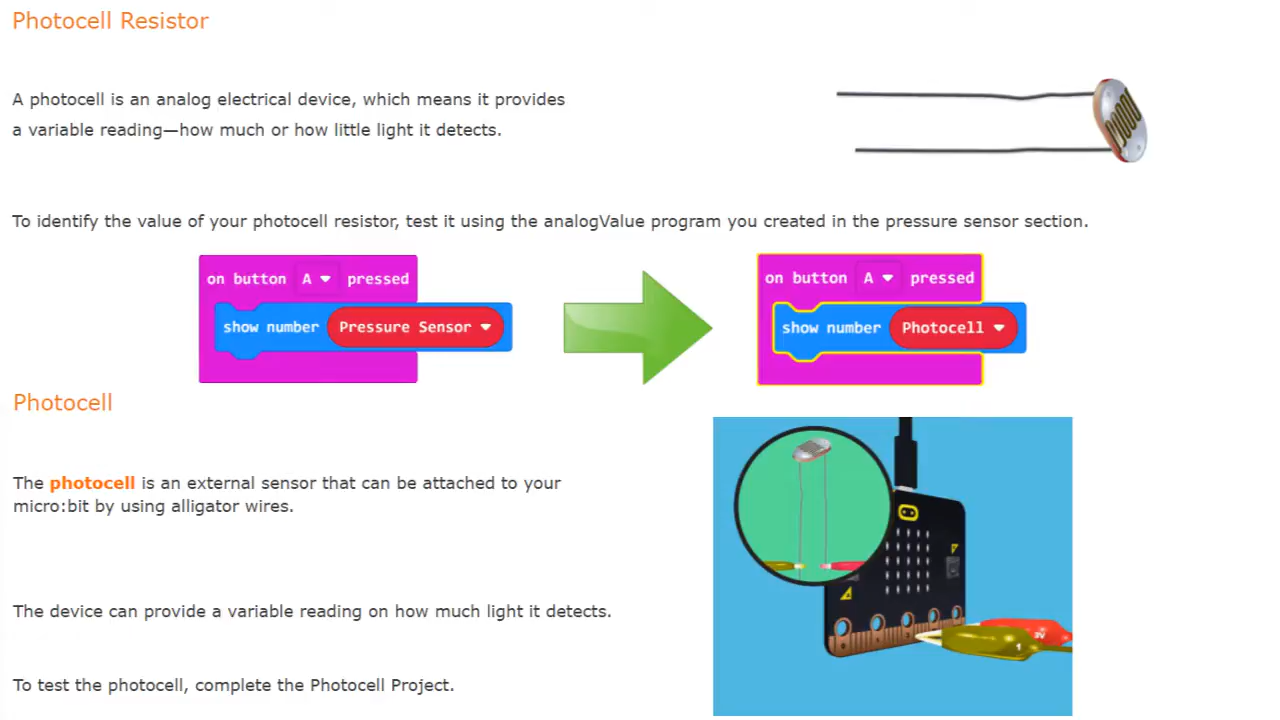 Photocell Resistor
A photocell is an analog electrical device, which means it provides
a variable reading—how much or how little light it detects.
To identify the value of your photocell resistor, test it using the analogValue program you created in the pressure sensor section.
on button A pressed
show number Pressure Sensor
on button A pressed
show number Photocell
Photocell
The photocell is an external sensor that can be attached to your
micro:bit by using alligator wires.
The device can provide a variable reading on how much light it detects.
To test the photocell, complete the Photocell Project.
3V
1